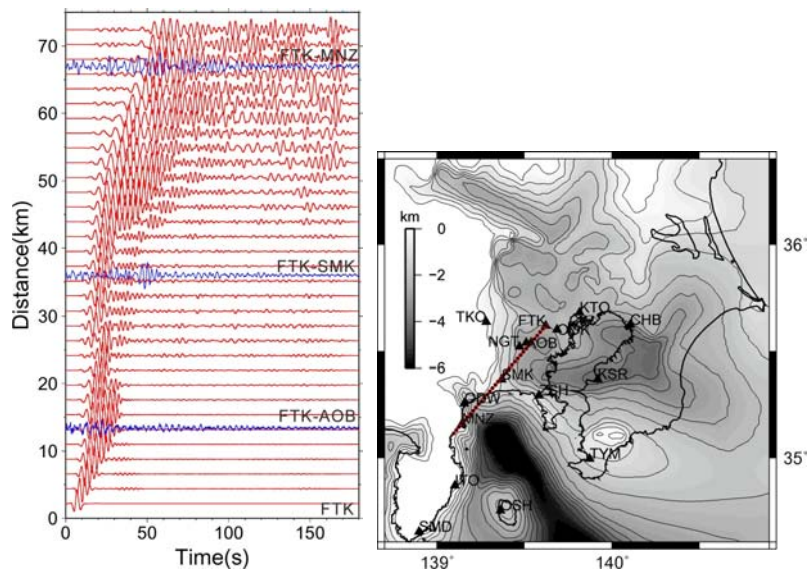 70
60
50
40
30
20
10
0
Distance(km)
FTK-MNZ
FTK-SMK
FTK-AOB
FTK
0
50
100
150
Time(s)
km
0
−2
−4
−6
36°
35°
139°
140°
TKO
FTK
KTO
CHB
NGT
AOB
SMK
KSR
ODW
MNZ
TYM
ITO
OSH
SMD